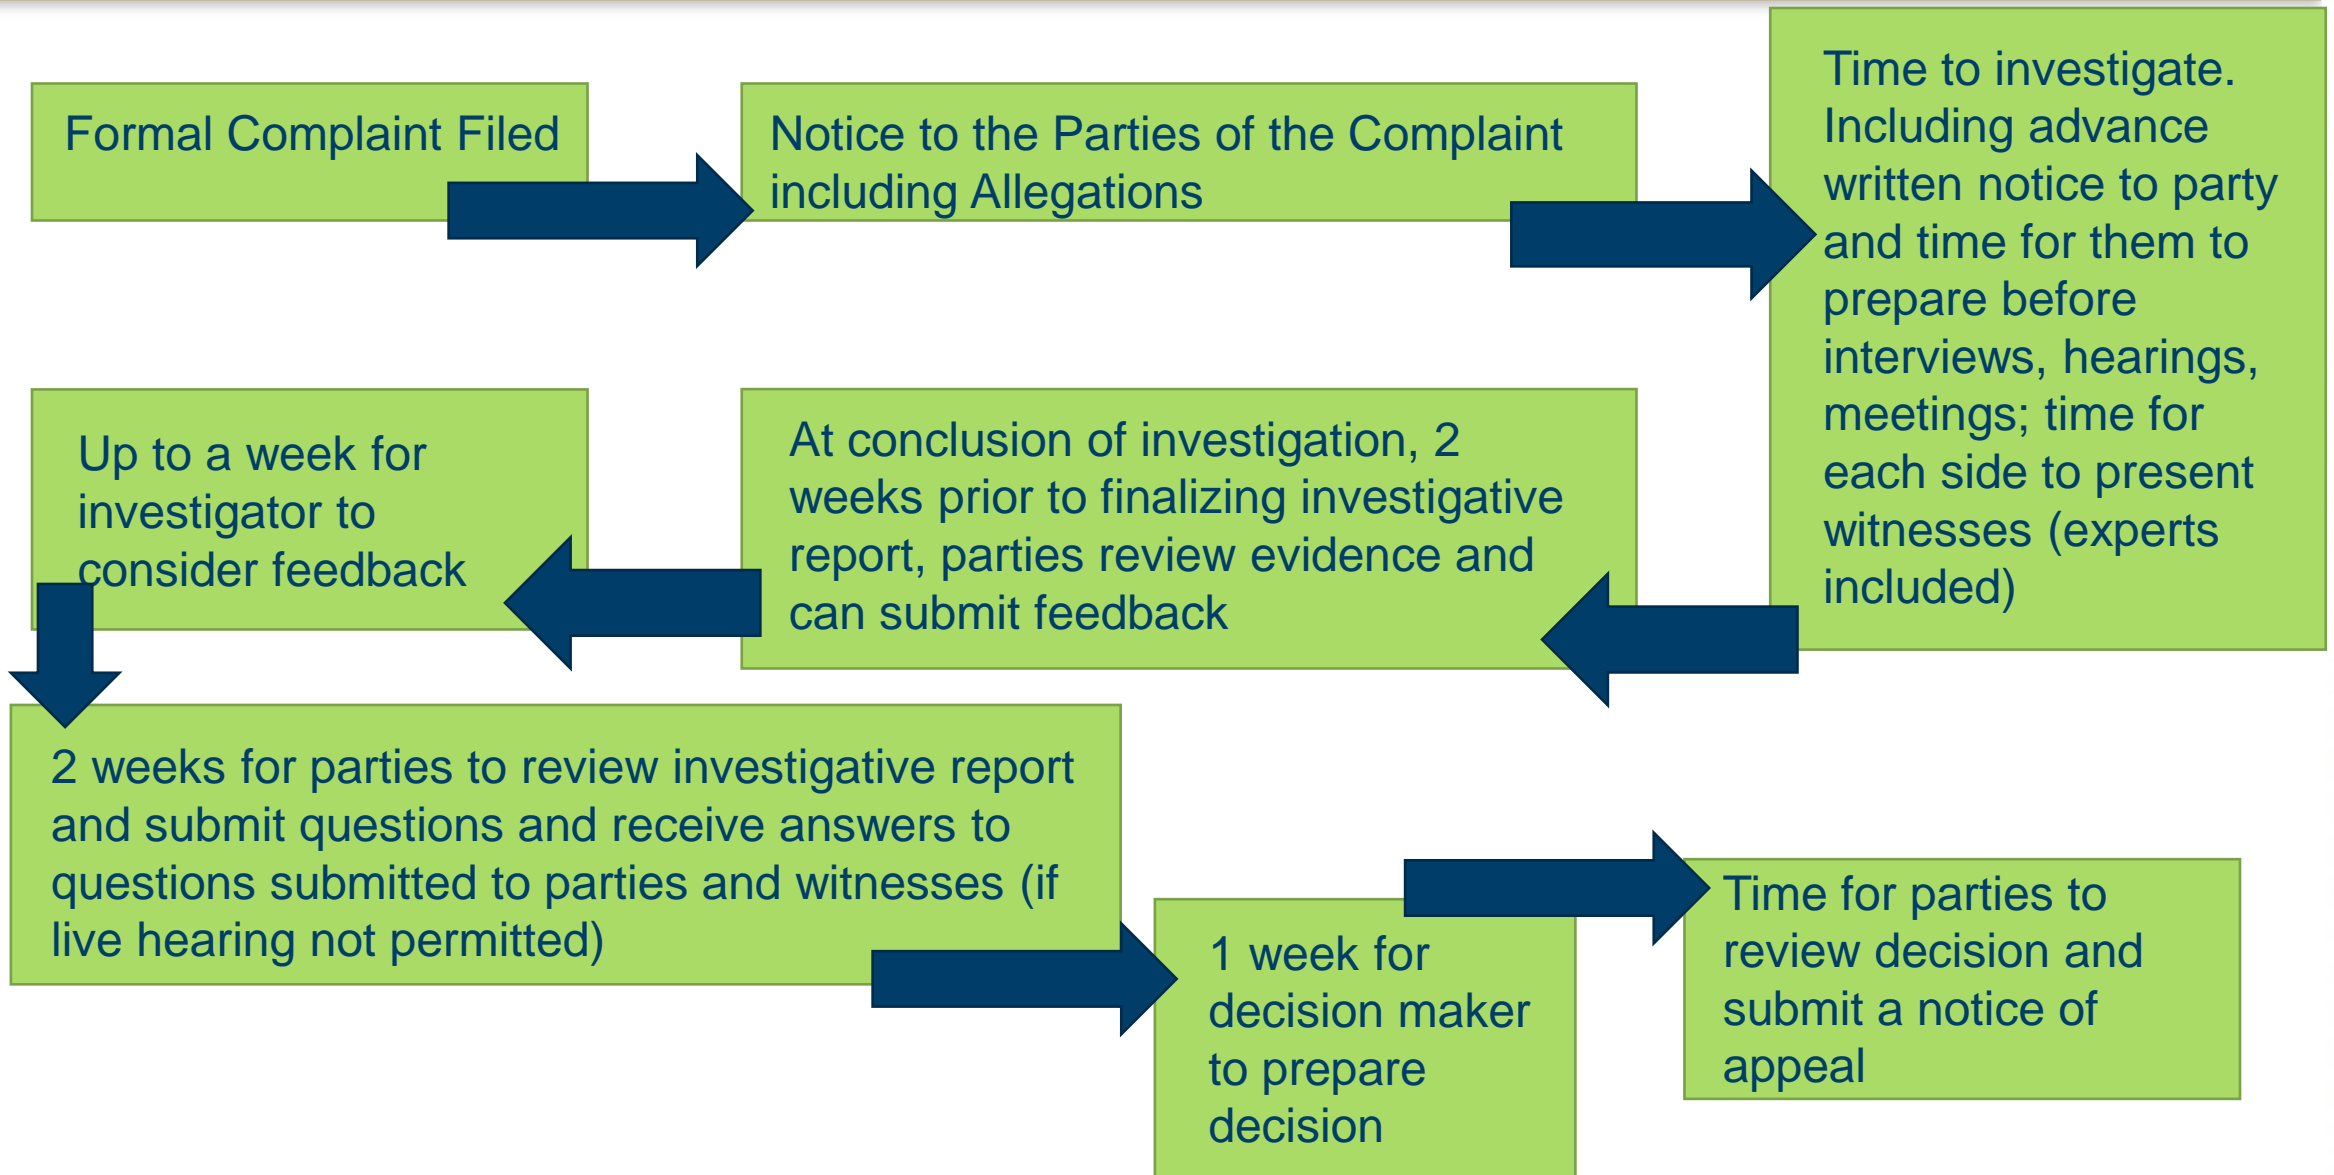 Formal Complaint Filed
Notice to the Parties of the Complaint
including Allegations
Time to investigate.
Including advance
written notice to party
and time for them to
prepare before
interviews, hearings,
meetings; time for
each side to present
witnesses (experts
included)
At conclusion of investigation, 2
weeks prior to finalizing investigative
report, parties review evidence and
can submit feedback
Up to a week for
investigator to
consider feedback
2 weeks for parties to review investigative report
and submit questions and receive answers to
questions submitted to parties and witnesses (if
live hearing not permitted)
1 week for
decision maker
to prepare
decision
Time for parties to
review decision and
submit a notice of
appeal